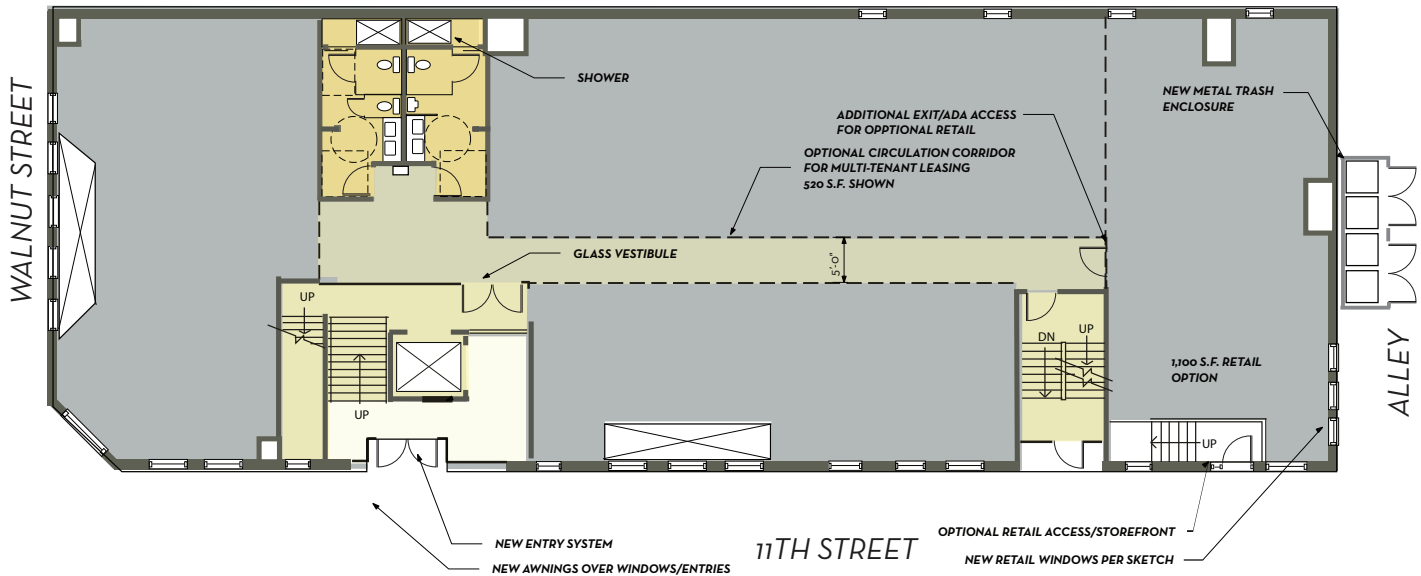 WALNUT STREET
SHOWER
ADDITIONAL EXIT/ADA ACCESS
FOR OPPTIONAL RETAIL
OPTIONAL CIRCULATION CORRIDOR
FOR MULTI-TENANT LEASING
520 S.F. SHOWN
NEW METAL TRASH
ENCLOSURE
GLASS VESTIBULE
5'-0"
UP
UP
DN
UP
1,100 S.F. RETAIL
OPTION
UP
ALLEY
NEW ENTRY SYSTEM
NEW AWNINGS OVER WINDOWS/ENTRIES
11TH STREET
OPTIONAL RETAIL ACCESS/STOREFRONT
NEW RETAIL WINDOWS PER SKETCH